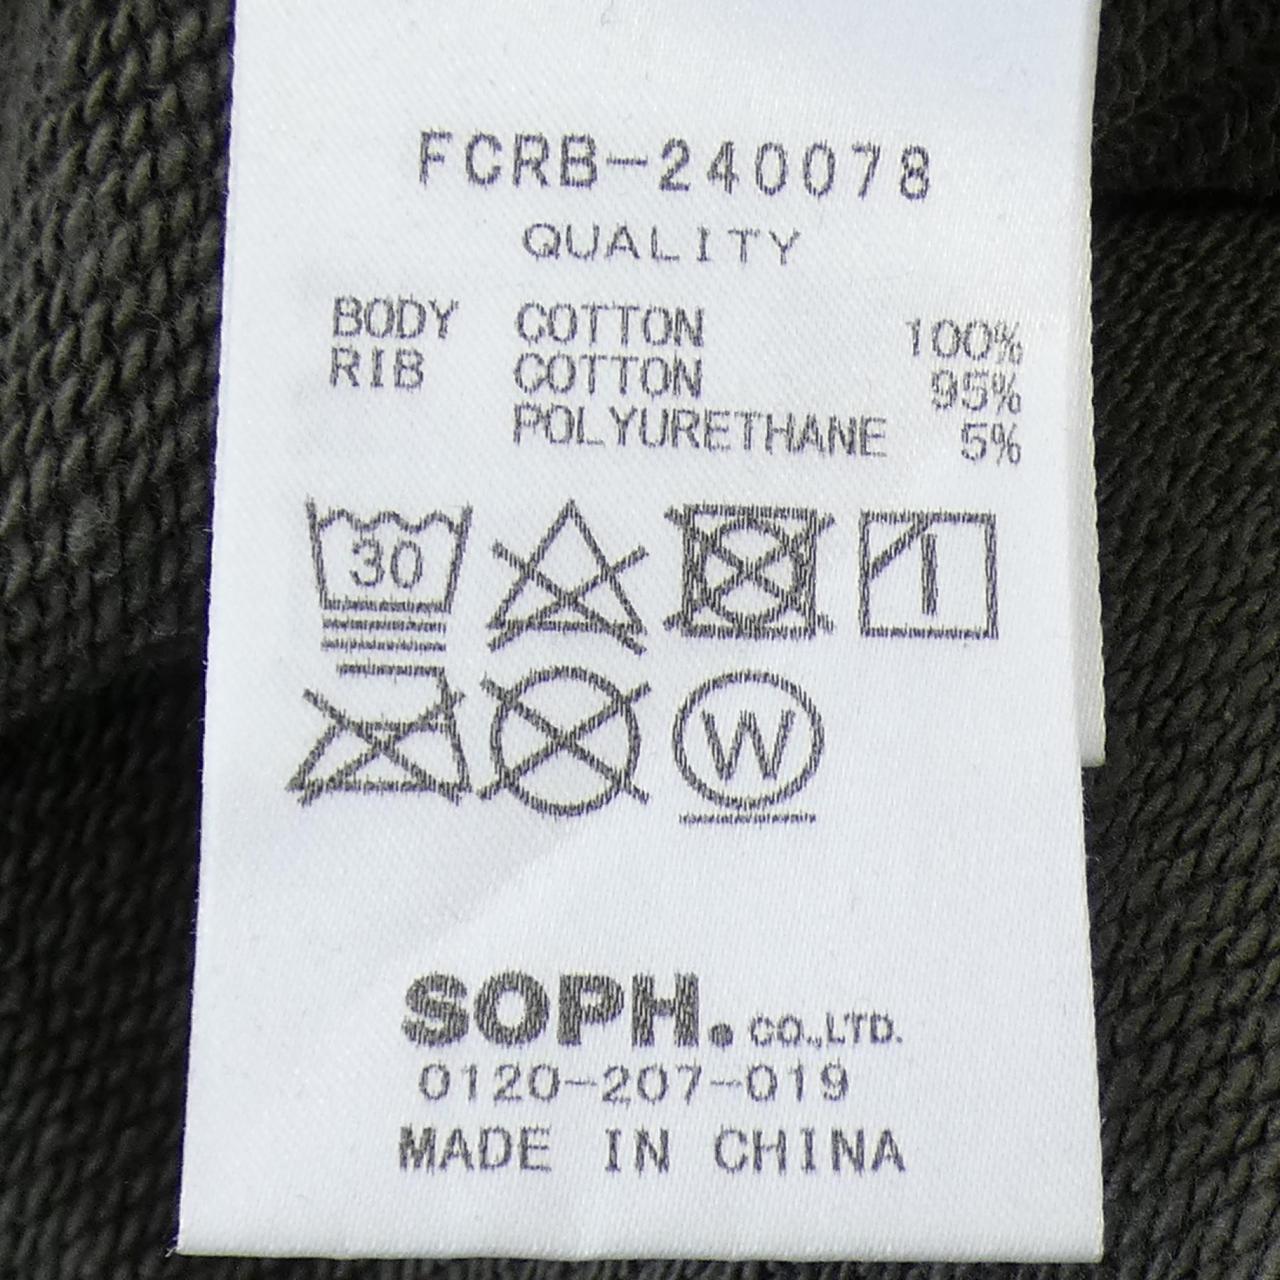 FCRB-240078
QUALITY
BODY COTTON 100%
RIB COTTON 95%
POLYURETHANE 5%
30
W
SOPH. CO.,LTD.
0120-207-019
MADE IN CHINA